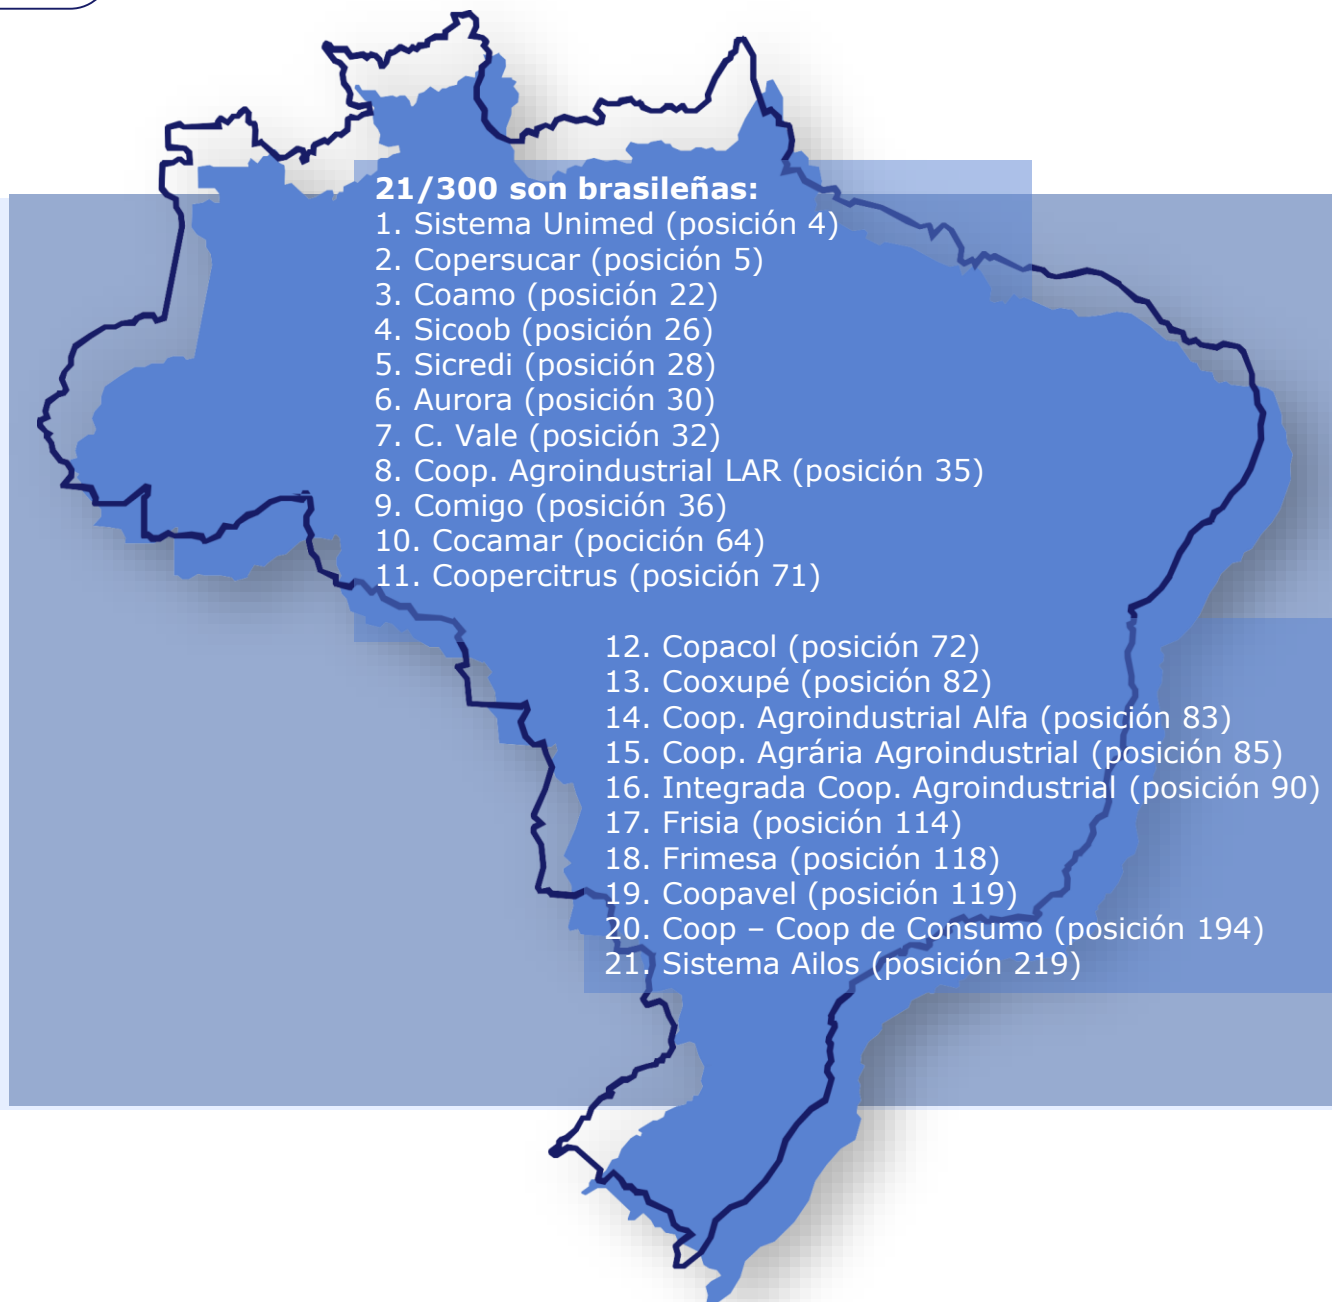 21/300 son brasileñas:
1. Sistema Unimed (posición 4)
2. Copersucar (posición 5)
3. Coamo (posición 22)
4. Sicoob (posición 26)
5. Sicredi (posición 28)
6. Aurora (posición 30)
7. C. Vale (posición 32)
8. Coop. Agroindustrial LAR (posición 35)
9. Comigo (posición 36)
10. Cocamar (pocición 64)
11. Coopercitrus (posición 71)
12. Copacol (posición 72)
13. Cooxupé (posición 82)
14. Coop. Agroindustrial Alfa (posición 83)
15. Coop. Agrária Agroindustrial (posición 85)
16. Integrada Coop. Agroindustrial (posición 90)
17. Frisia (posición 114)
18. Frimesa (posición 118)
19. Coopavel (posición 119)
20. Coop – Coop de Consumo (posición 194)
21. Sistema Ailos (posición 219)